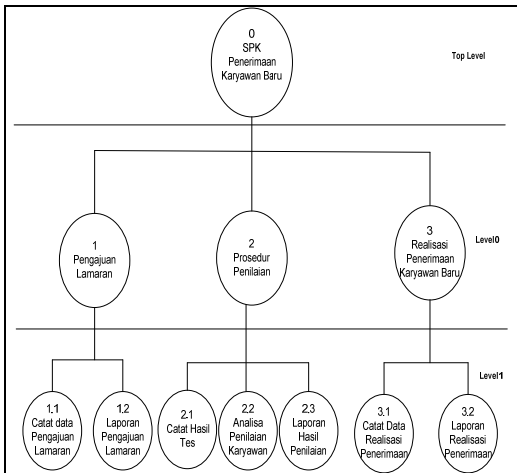 0
SPK
Penerimaan
Karyawan Baru
Top Level
1
Pengajuan
Lamaran
2
Prosedur
Penilaian
3
Realisasi
Penerimaan
Karyawan Baru
Level0
1.1
Catat data
Pengajuan
Lamaran
1.2
Laporan
Pengajuan
Lamaran
2.1
Catat Hasil
Tes
2.2
Analisa
Penilaian
Karyawan
2.3
Laporan
Hasil
Penilaian
3.1
Catat Data
Realisasi
Penerimaan
3.2
Laporan
Realisasi
Penerimaan
Level1